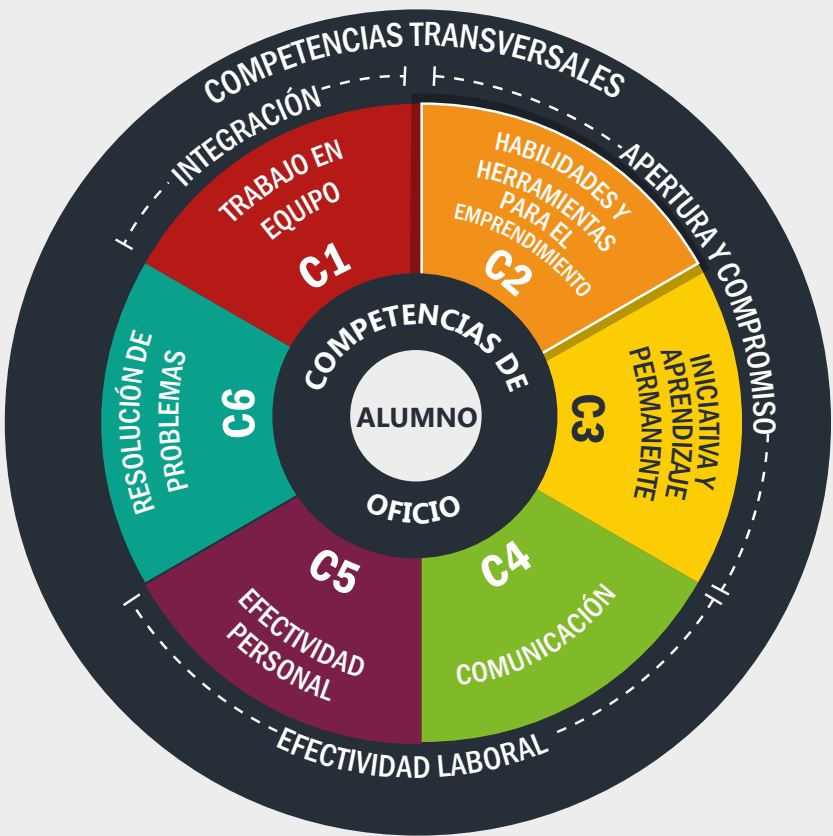 COMPETENCIAS TRANSVERSALES
INTEGRACIÓN
APERTURA Y COMPROMISO
EFECTIVIDAD LABORAL
TRABAJO EN
EQUIPO
C1
HABILIDADES Y
HERRAMIENTAS
PARA EL
EMPRENDIMIENTO
C2
INICIATIVA Y
APRENDIZAJE
PERMANENTE
C3
C4
COMUNICACIÓN
C5
EFECTIVIDAD
PERSONAL
RESOLUCIÓN DE
PROBLEMAS
C6
COMPETENCIAS DE
ALUMNO
OFICIO